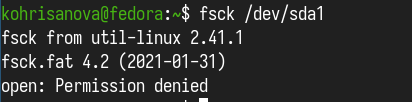 kohrisanova@fedora:~$ fsck /dev/sda1
fsck from util-linux 2.41.1
fsck.fat 4.2 (2021-01-31)
open: Permission denied